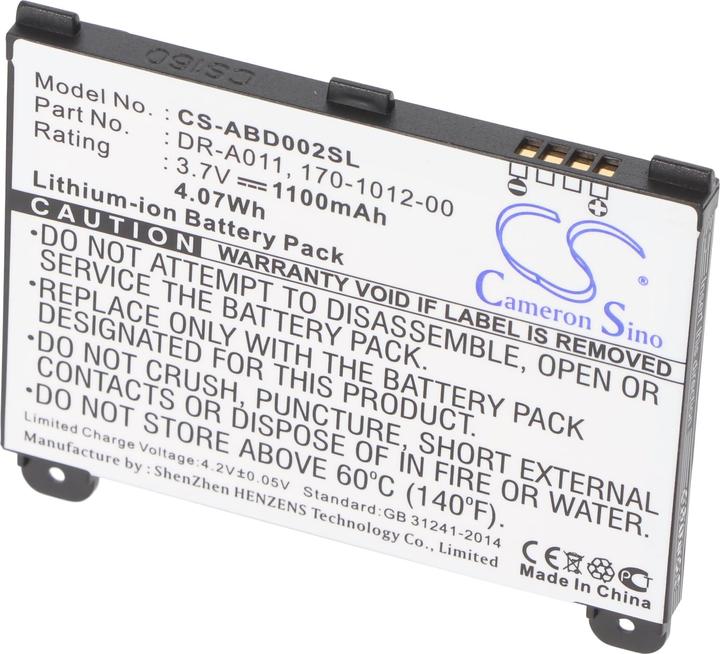 CS150
Model No. : CS-ABD002SL
Part No. : DR-A011, 170-1012-00
Rating : 3.7V 1100mAh
4.07Wh
Lithium-ion Battery Pack
CAUTION WARRANTY VOID IF LABEL IS REMOVED
•DO NOT ATTEMPT TO DISASSEMBLE, OPEN OR
SERVICE THE BATTERY PACK.
•REPLACE ONLY WITH THE BATTERY PACK
DESIGNATED FOR THIS PRODUCT.
•DO NOT CRUSH, PUNCTURE, SHORT EXTERNAL
CONTACTS OR DISPOSE OF IN FIRE OR WATER.
•DO NOT STORE ABOVE 60°C (140°F).
Limited Charge Voltage:4.2V±0.05V Standard:GB 31241-2014
Manufacture by : ShenZhen HENZENS Technology Co., Limited
- +
CS
Cameron Sino ®
CE
Made In China